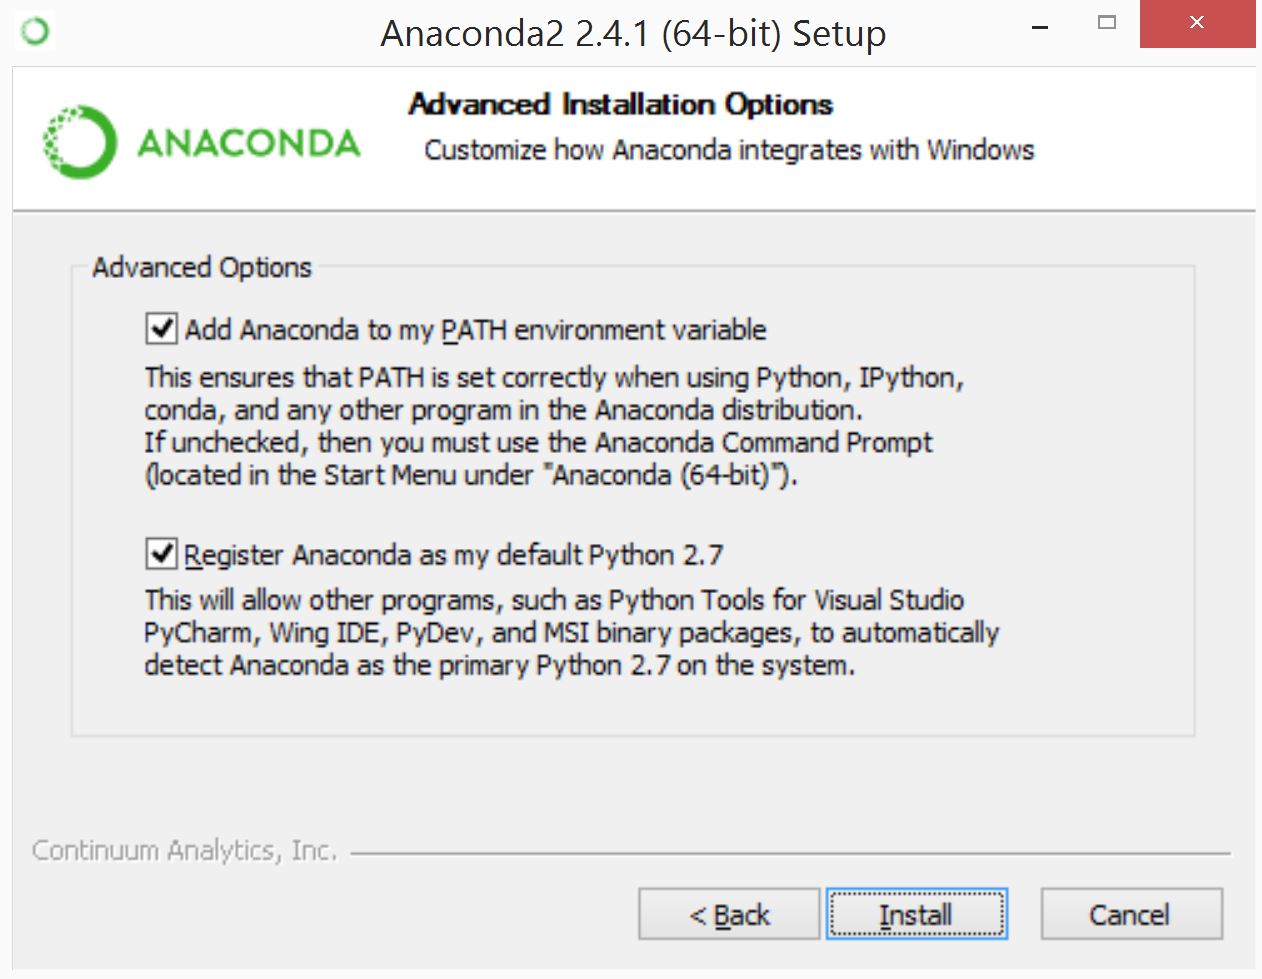 Anaconda2 2.4.1 (64-bit) Setup
ANACONDA
Advanced Installation Options
Customize how Anaconda integrates with Windows
Advanced Options
Add Anaconda to my PATH environment variable
This ensures that PATH is set correctly when using Python, IPython,
conda, and any other program in the Anaconda distribution.
If unchecked, then you must use the Anaconda Command Prompt
(located in the Start Menu under "Anaconda (64-bit)").
Register Anaconda as my default Python 2.7
This will allow other programs, such as Python Tools for Visual Studio
PyCharm, Wing IDE, PyDev, and MSI binary packages, to automatically
detect Anaconda as the primary Python 2.7 on the system.
Continuum Analytics, Inc.
< Back
Install
Cancel